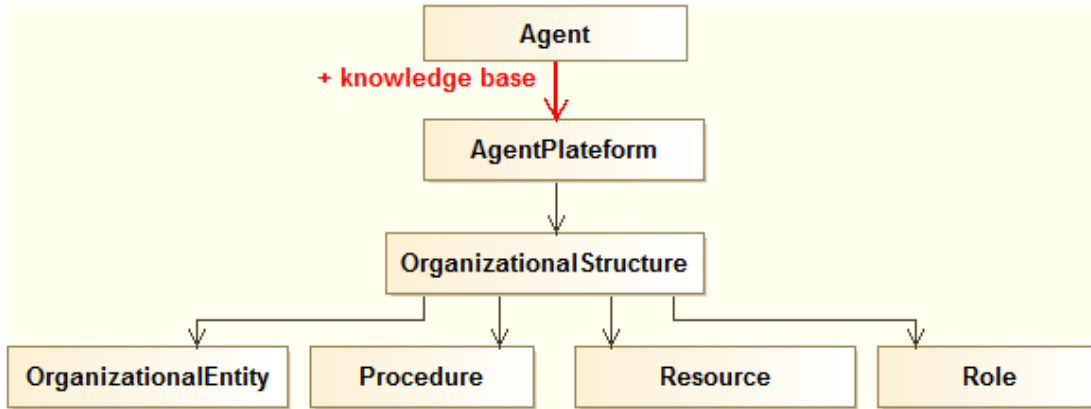 Agent
+ knowledge base
AgentPlateform
OrganizationalStructure
OrganizationalEntity
Procedure
Resource
Role